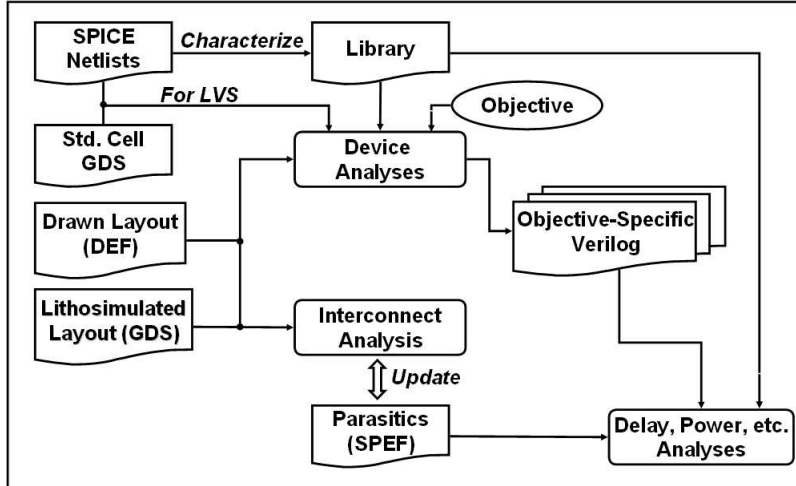 SPICE
Netlists
Characterize
Library
For LVS
Objective
Std. Cell
GDS
Device
Analyses
Drawn Layout
(DEF)
Objective-Specific
Verilog
Lithosimulated
Layout (GDS)
Interconnect
Analysis
Update
Parasitics
(SPEF)
Delay, Power, etc.
Analyses